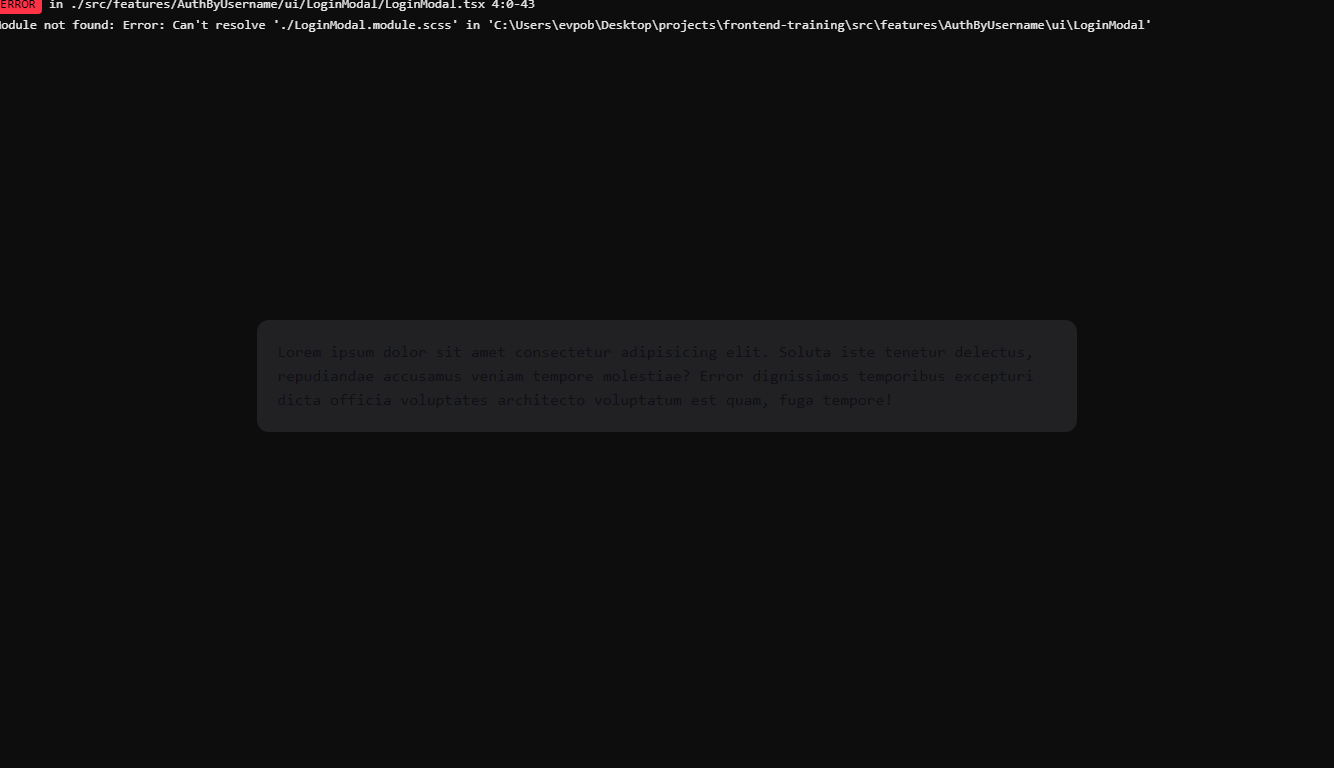 ERROR in ./src/features/AuthByUsername/ui/LoginModal/LoginModal.tsx 4:0-43
Module not found: Error: Can't resolve './LoginModal.module.scss' in 'C:\Users\evpob\Desktop\projects\frontend-training\src\features\AuthByUsername\ui\LoginModal'
Lorem ipsum dolor sit amet consectetur adipisicing elit. Soluta iste tenetur delectus,
repudiandae accusamus veniam tempore molestiae? Error dignissimos temporibus excepturi
dicta officia voluptates architecto voluptatum est quam, fuga tempore!